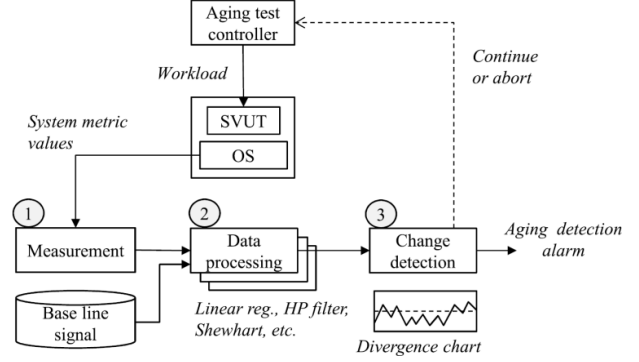 Aging test
controller
Continue
or abort
Workload
SVUT
System metric
values
OS
1
2
3
Measurement
Data
processing
Change
detection
Aging detection
alarm
Base line
signal
Linear reg., HP filter,
Shewhart, etc.
Divergence chart